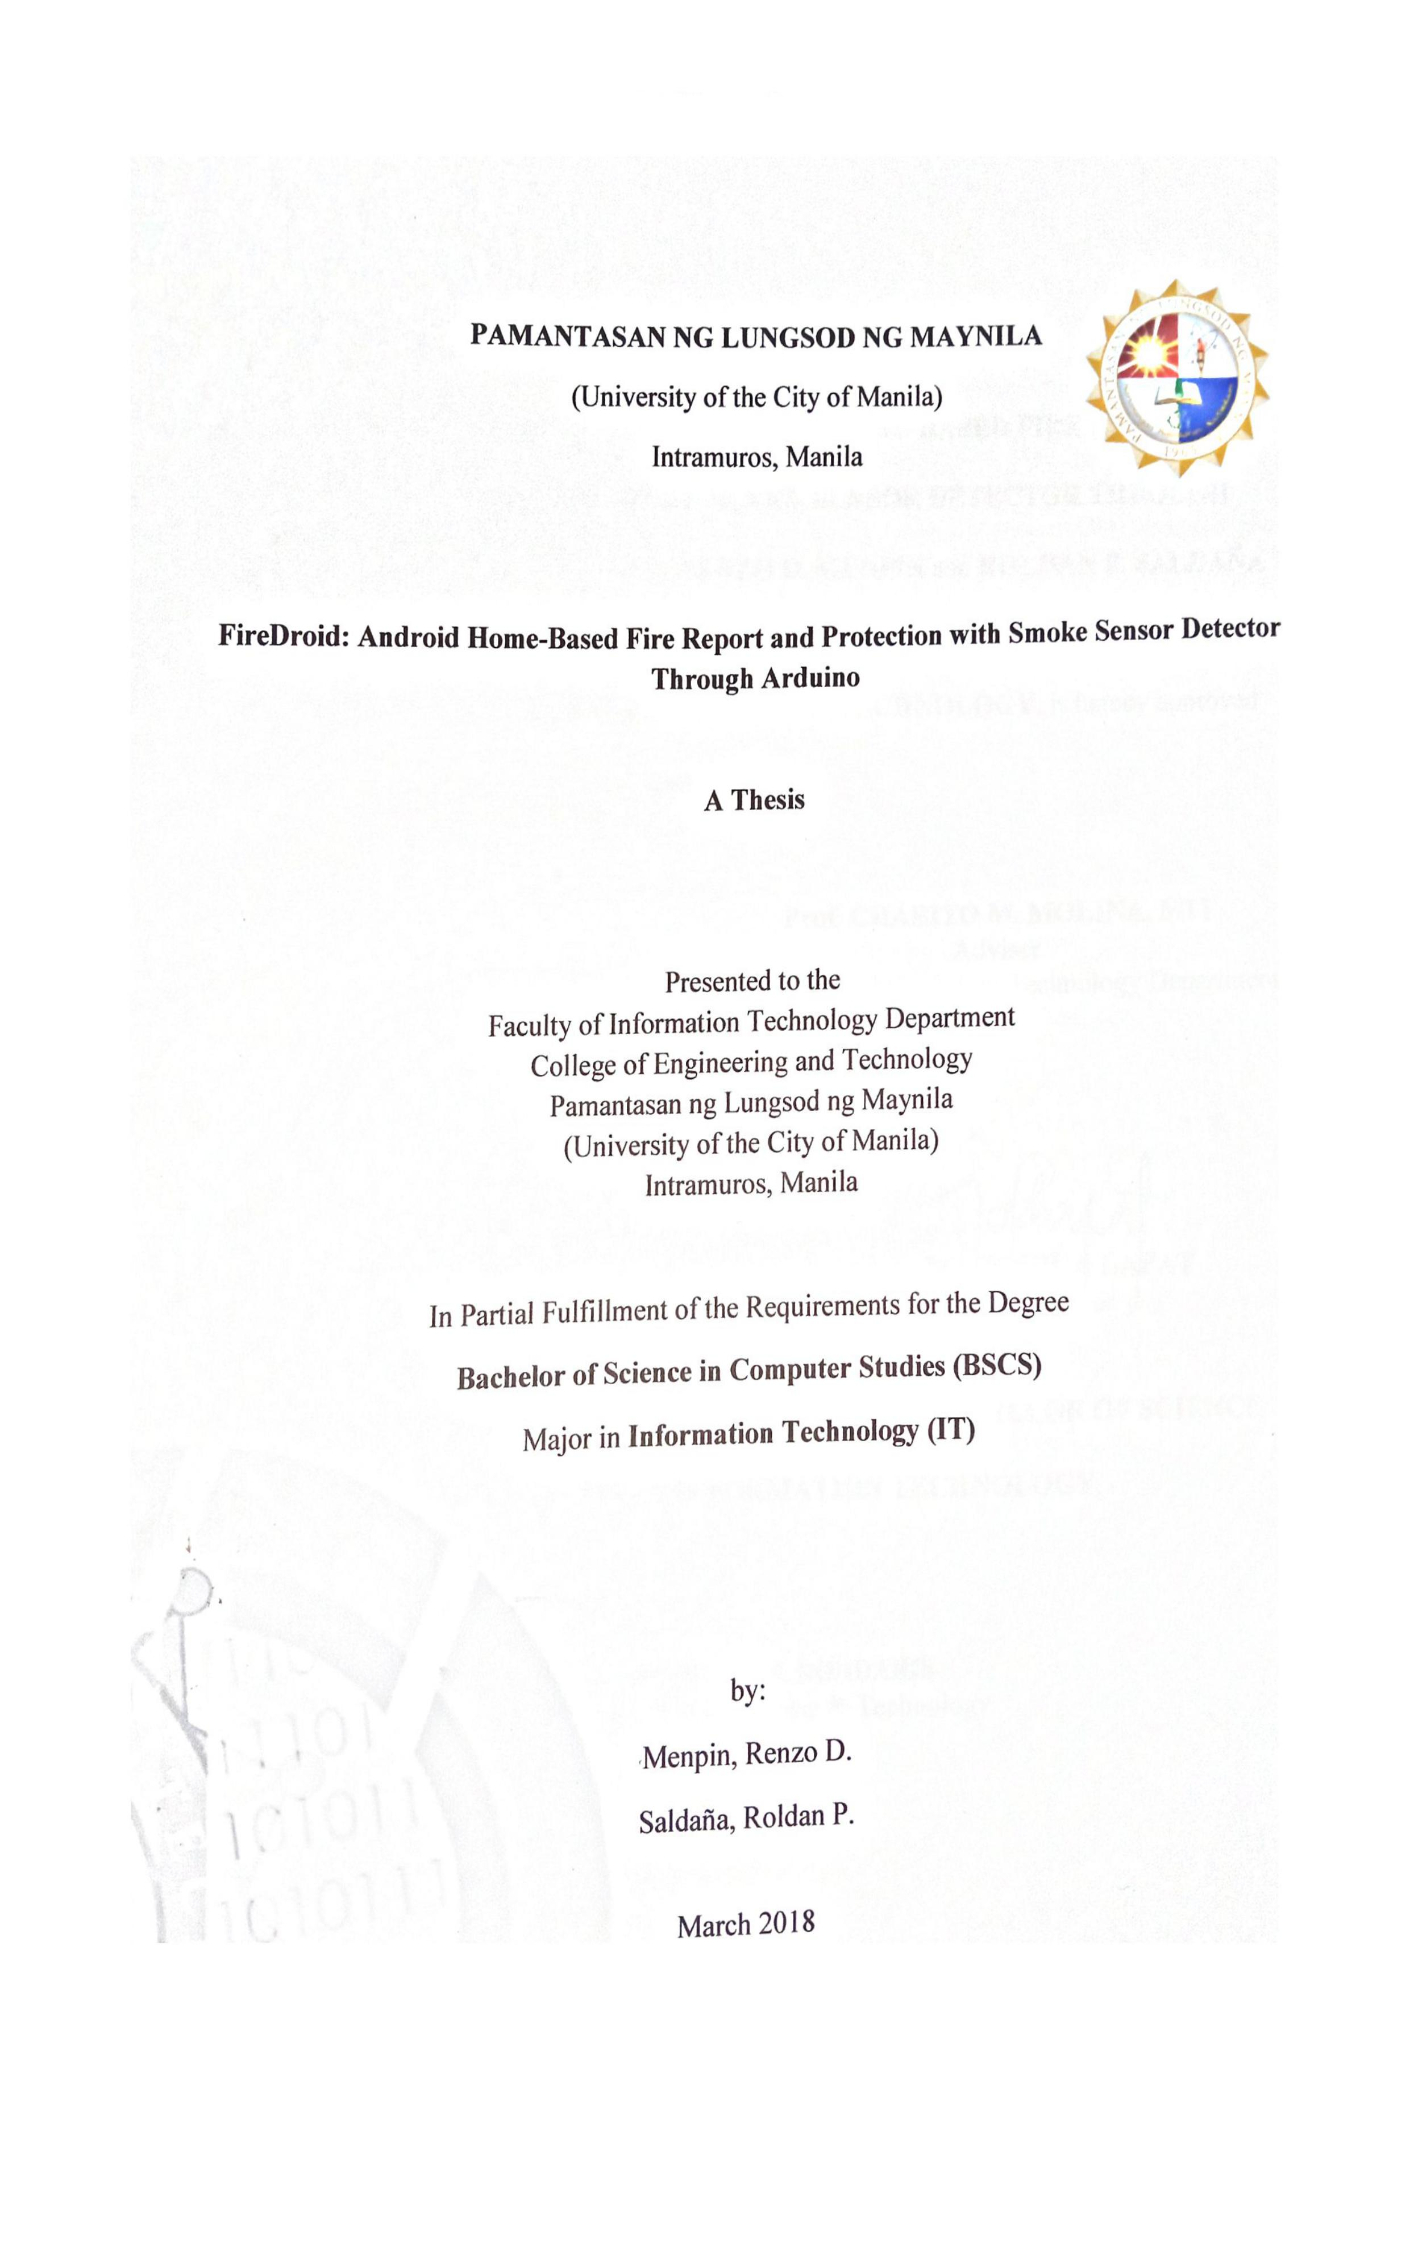 PAMANTASAN NG LUNGSOD NG MAYNILA
(University of the City of Manila)
Intramuros, Manila
FireDroid: Android Home-Based Fire Report and Protection with Smoke Sensor Detector
Through Arduino
A Thesis
Presented to the
Faculty of Information Technology Department
College of Engineering and Technology
Pamantasan ng Lungsod ng Maynila
(University of the City of Manila)
Intramuros, Manila
In Partial Fulfillment of the Requirements for the Degree
Bachelor of Science in Computer Studies (BSCS)
Major in Information Technology (IT)
by:
Menpin, Renzo D.
Saldaña, Roldan P.
March 2018